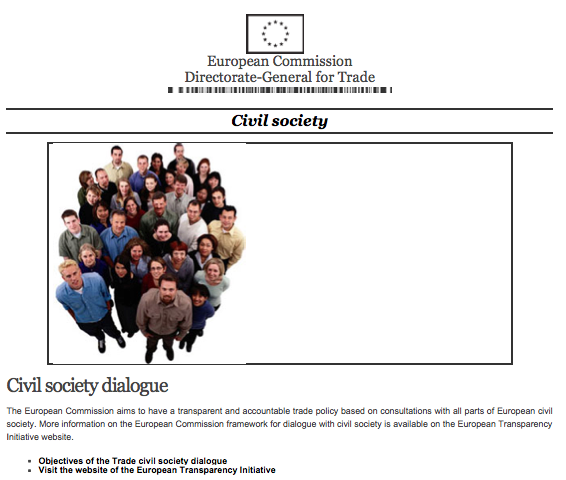 European Commission
Directorate-General for Trade
Civil society
Civil society dialogue
The European Commission aims to have a transparent and accountable trade policy based on consultations with all parts of European civil
society. More information on the European Commission framework for dialogue with civil society is available on the European Transparency
Initiative website.
Objectives of the Trade civil society dialogue
Visit the website of the European Transparency Initiative